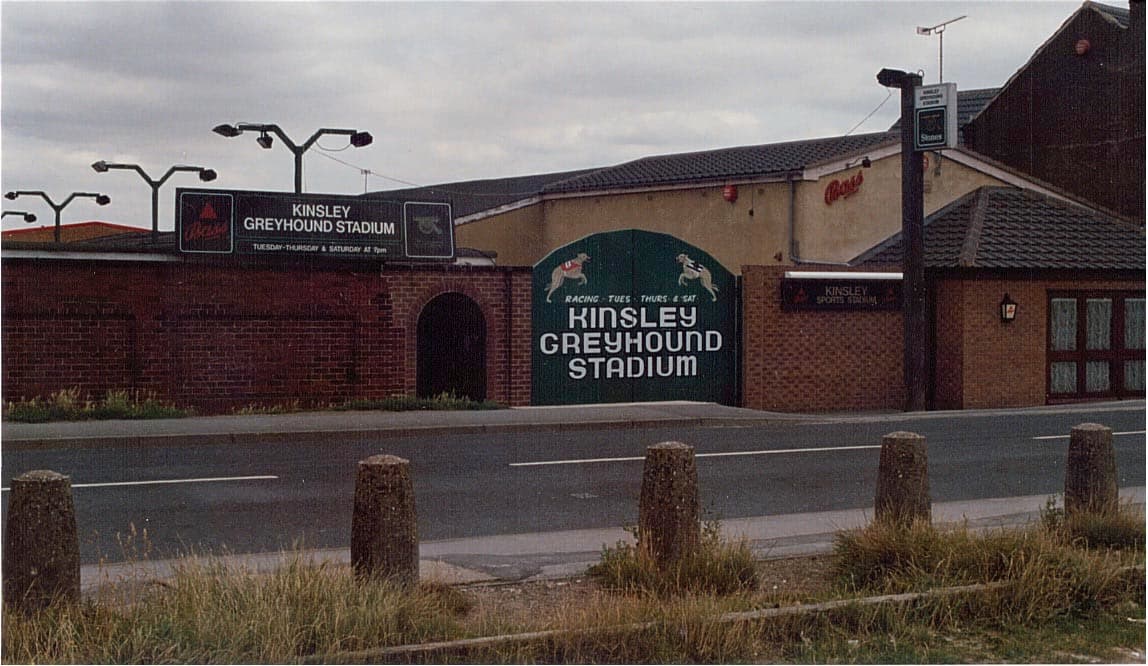 Bass
KINSLEY
GREYHOUND STADIUM
TUESDAY-THURSDAY & SATURDAY AT 7pm
RACING - TUES - THURS & SAT
KINSLEY
GREYHOUND
STADIUM
Bass
KINSLEY
SPORTS STADIUM
KINSLEY
GREYHOUND
STADIUM
Stones